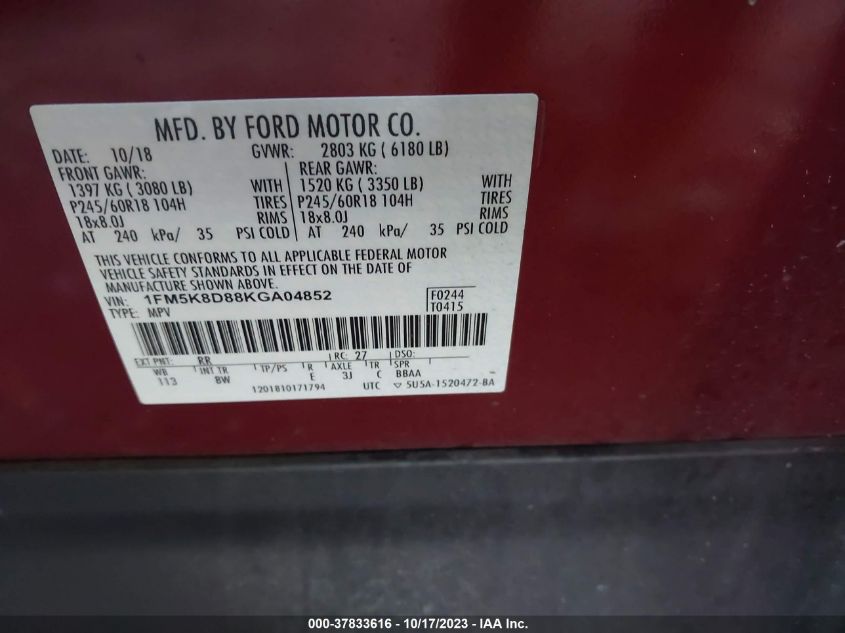 MFD. BY FORD MOTOR CO.
DATE: 10/18 GVWR: 2803 KG ( 6180 LB)
FRONT GAWR: REAR GAWR:
1397 KG ( 3080 LB) WITH 1520 KG ( 3350 LB) WITH
P245/60R18 104H TIRES P245/60R18 104H TIRES
18x8.0J RIMS 18x8.0J RIMS
AT 240 kPa/ 35 PSI COLD AT 240 kPa/ 35 PSI COLD
THIS VEHICLE CONFORMS TO ALL APPLICABLE FEDERAL MOTOR
VEHICLE SAFETY STANDARDS IN EFFECT ON THE DATE OF
MANUFACTURE SHOWN ABOVE.
VIN: 1FM5K8D88KGA04852 F0244
TYPE: MPV T0415
EXT PNT: RR RC: 27 DSO:
WB INT TR TP/PS R AXLE TR SPR
113 8W E 3J C BBAA
1201810171794 UTC ▽ 5U5A-1520472-BA
000-37833616 - 10/17/2023 - IAA Inc.